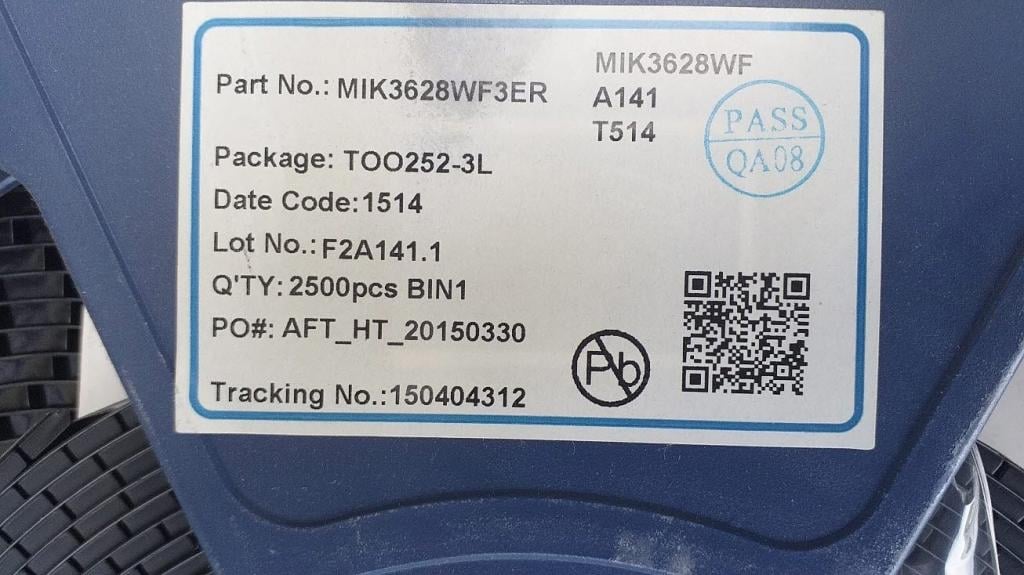 Part No.: MIK3628WF3ER
MIK3628WF
A141
T514
PASS
QA08
Package: TOO252-3L
Date Code:1514
Lot No.: F2A141.1
Q'TY: 2500pcs BIN1
PO#: AFT_HT_20150330
Pb
Tracking No.:150404312